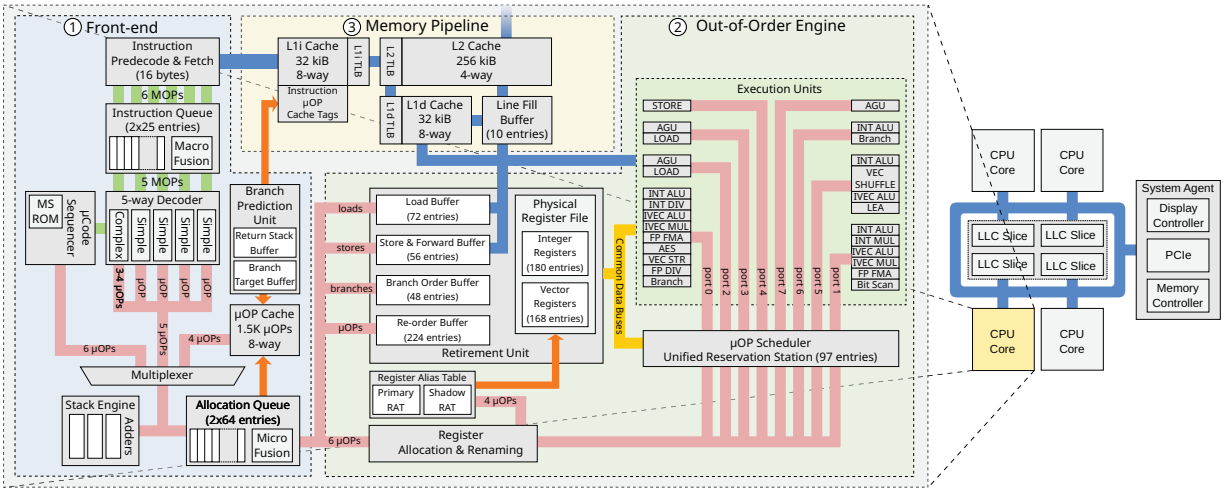 ① Front-end
Instruction
Predecode & Fetch
(16 bytes)
6 MOPs
Instruction Queue
(2x25 entries)
Macro
Fusion
5 MOPs
MS
ROM
μCode
Sequencer
5-way Decoder
Complex
Simple
Simple
Simple
Simple
3-4 μOPs
μOP
μOP
μOP
μOP
5 μOPs
6 μOPs
4 μOPs
Multiplexer
Branch
Prediction
Unit
Return Stack
Buffer
Branch
Target Buffer
μOP Cache
1.5K μOPs
8-way
Stack Engine
Adders
Allocation Queue
(2x64 entries)
Micro
Fusion
③ Memory Pipeline
L1i Cache
32 kiB
8-way
L1i TLB
Instruction
μOP
Cache Tags
L2 TLB
L2 Cache
256 kiB
4-way
L1d TLB
L1d Cache
32 kiB
8-way
Line Fill
Buffer
(10 entries)
② Out-of-Order Engine
loads
stores
branches
μOPs
Load Buffer
(72 entries)
Store & Forward Buffer
(56 entries)
Branch Order Buffer
(48 entries)
Re-order Buffer
(224 entries)
Physical
Register File
Integer
Registers
(180 entries)
Vector
Registers
(168 entries)
Retirement Unit
Register Alias Table
Primary
RAT
Shadow
RAT
4 μOPs
6 μOPs
Register
Allocation & Renaming
Common Data Buses
Execution Units
STORE
AGU
LOAD
AGU
LOAD
INT ALU
INT DIV
IVEC ALU
IVEC MUL
FP FMA
AES
VEC STR
FP DIV
Branch
port 0
port 2
port 3
port 4
port 7
port 6
port 5
port 1
AGU
INT ALU
Branch
INT ALU
VEC
SHUFFLE
IVEC ALU
LEA
INT ALU
INT MUL
IVEC ALU
IVEC MUL
FP FMA
Bit Scan
μOP Scheduler
Unified Reservation Station (97 entries)
CPU
Core
CPU
Core
LLC Slice
LLC Slice
LLC Slice
LLC Slice
CPU
Core
CPU
Core
System Agent
Display
Controller
PCIe
Memory
Controller